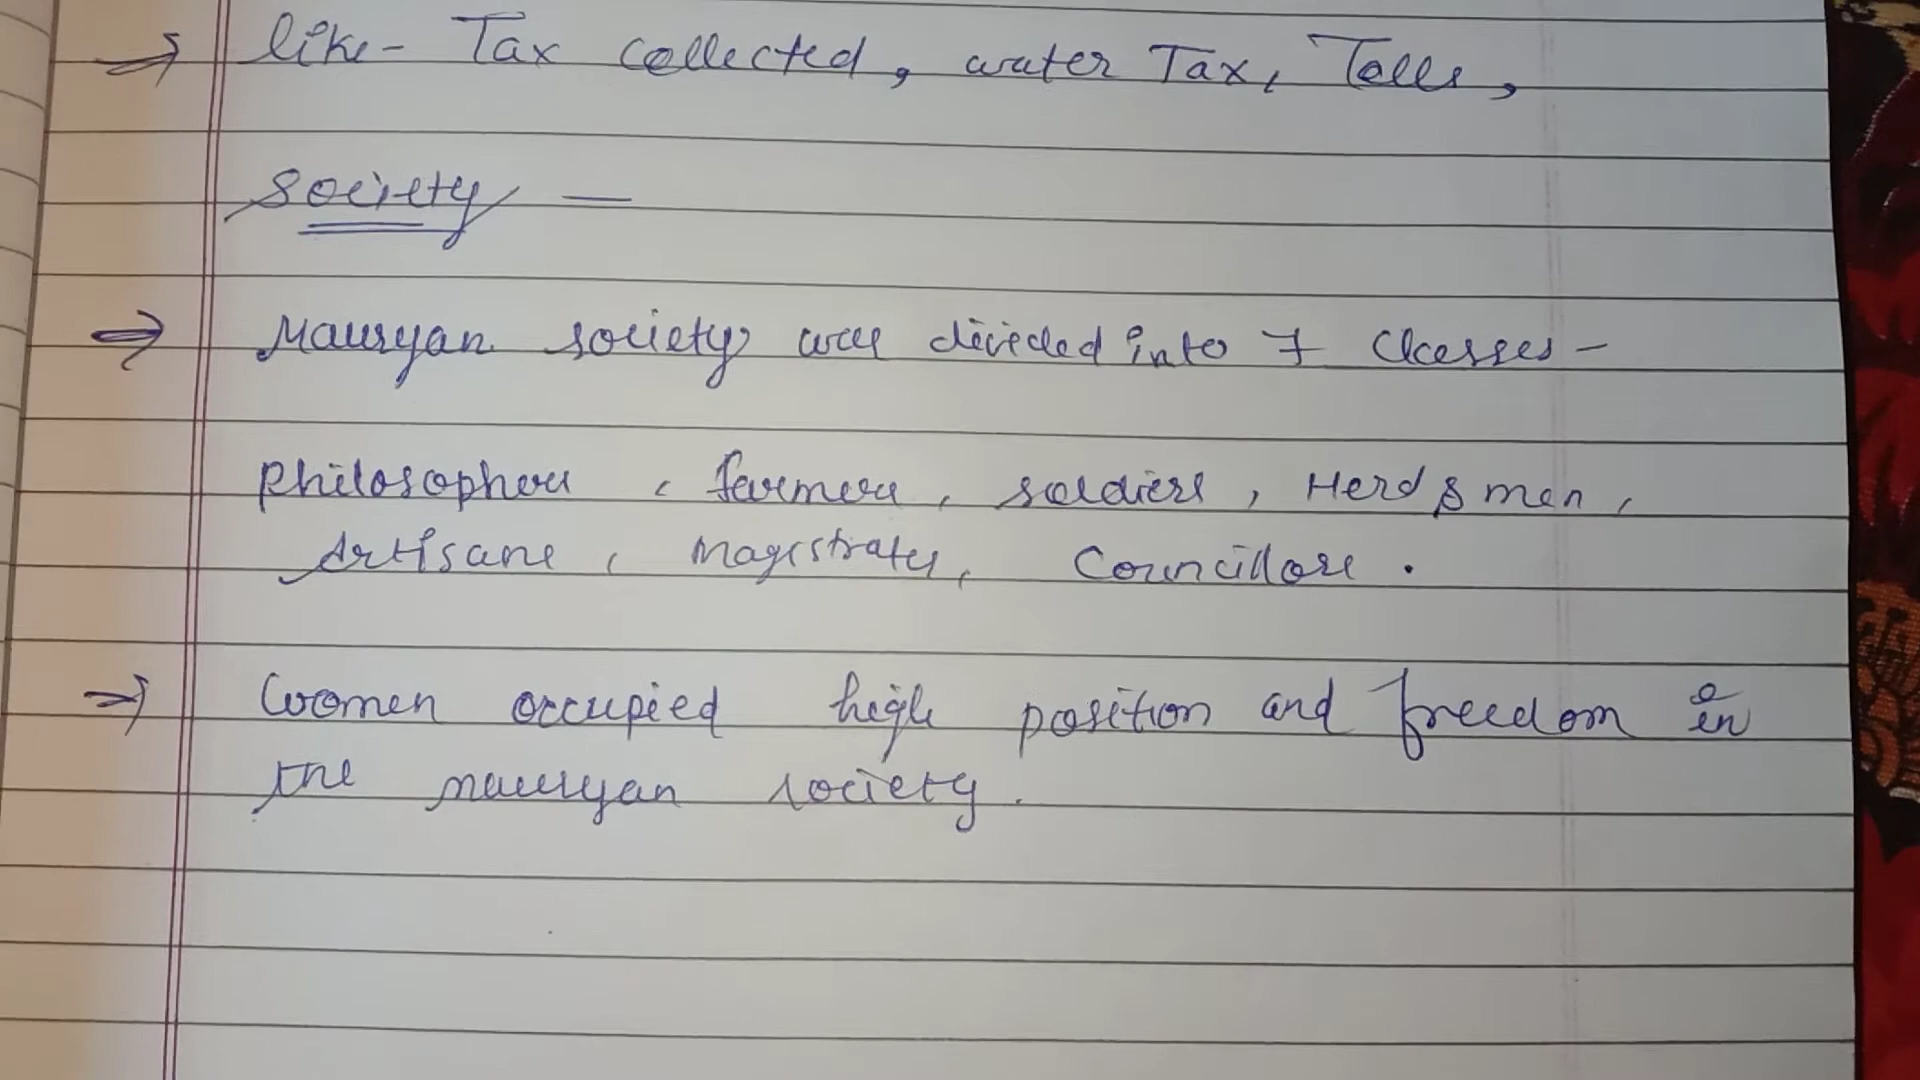 ⇒ like - Tax collected, water Tax, Tolls,
Society —
⇒ Mauryan society was divided into 7 Classes -
Philosophers, farmers, soldiers, Herdsmen,
Artisans, Magistrates, Councillors.
⇒ Women occupied high position and freedom in
the mauryan society.